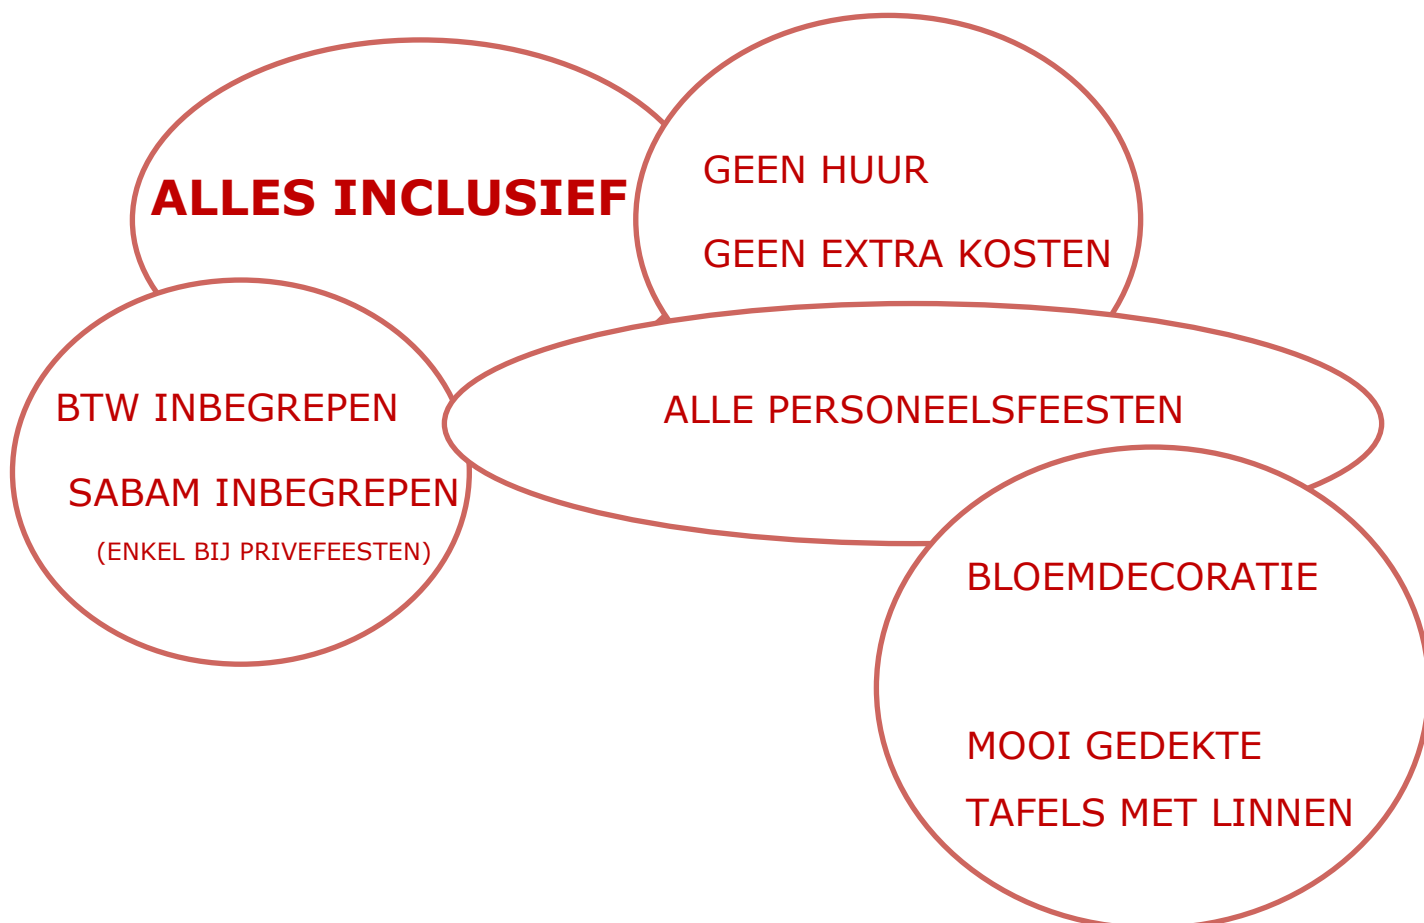 ALLES INCLUSIEF
GEEN HUUR
GEEN EXTRA KOSTEN
BTW INBEGREPEN
SABAM INBEGREPEN
(ENKEL BIJ PRIVEFEESTEN)
ALLE PERSONEELSFEESTEN
BLOEMDECORATIE
MOOI GEDEKTE
TAFELS MET LINNEN